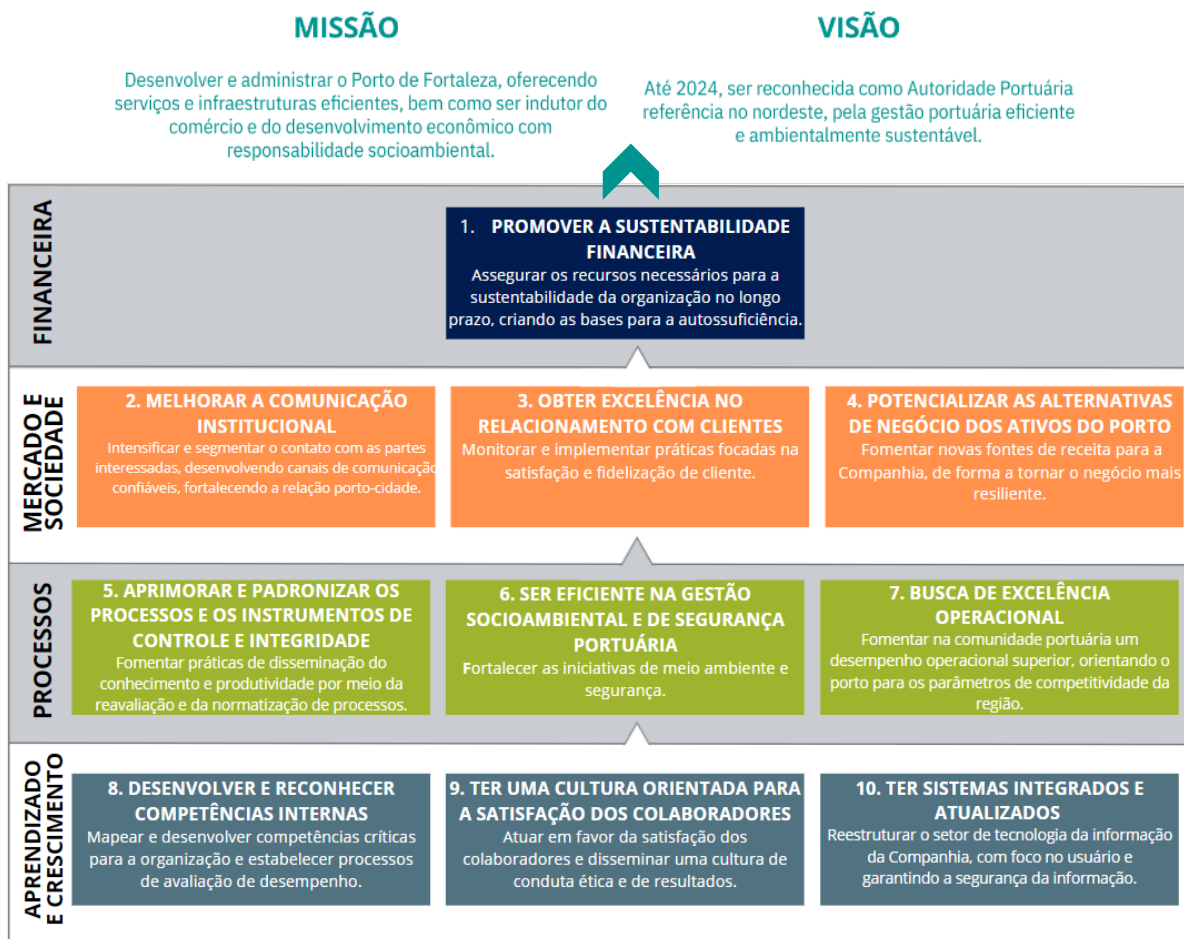 MISSÃO
Desenvolver e administrar o Porto de Fortaleza, oferecendo
serviços e infraestruturas eficientes, bem como ser indutor do
comércio e do desenvolvimento econômico com
responsabilidade socioambiental.
VISÃO
Até 2024, ser reconhecida como Autoridade Portuária
referência no nordeste, pela gestão portuária eficiente
e ambientalmente sustentável.
FINANCEIRA
1. PROMOVER A SUSTENTABILIDADE
FINANCEIRA
Assegurar os recursos necessários para a
sustentabilidade da organização no longo
prazo, criando as bases para a autossuficiência.
MERCADO E
SOCIEDADE
2. MELHORAR A COMUNICAÇÃO
INSTITUCIONAL
Intensificar e segmentar o contato com as partes
interessadas, desenvolvendo canais de comunicação
confiáveis, fortalecendo a relação porto-cidade.
3. OBTER EXCELÊNCIA NO
RELACIONAMENTO COM CLIENTES
Monitorar e implementar práticas focadas na
satisfação e fidelização de cliente.
4. POTENCIALIZAR AS ALTERNATIVAS
DE NEGÓCIO DOS ATIVOS DO PORTO
Fomentar novas fontes de receita para a
Companhia, de forma a tornar o negócio mais
resiliente.
PROCESSOS
5. APRIMORAR E PADRONIZAR OS
PROCESSOS E OS INSTRUMENTOS DE
CONTROLE E INTEGRIDADE
Fomentar práticas de disseminação do
conhecimento e produtividade por meio da
reavaliação e da normatização de processos.
6. SER EFICIENTE NA GESTÃO
SOCIOAMBIENTAL E DE SEGURANÇA
PORTUÁRIA
Fortalecer as iniciativas de meio ambiente e
segurança.
7. BUSCA DE EXCELÊNCIA
OPERACIONAL
Fomentar na comunidade portuária um
desempenho operacional superior, orientando o
porto para os parâmetros de competitividade da
região.
APRENDIZADO
E CRESCIMENTO
8. DESENVOLVER E RECONHECER
COMPETÊNCIAS INTERNAS
Mapear e desenvolver competências críticas
para a organização e estabelecer processos
de avaliação de desempenho.
9. TER UMA CULTURA ORIENTADA PARA
A SATISFAÇÃO DOS COLABORADORES
Atuar em favor da satisfação dos
colaboradores e disseminar uma cultura de
conduta ética e de resultados.
10. TER SISTEMAS INTEGRADOS E
ATUALIZADOS
Reestruturar o setor de tecnologia da informação
da Companhia, com foco no usuário e
garantindo a segurança da informação.